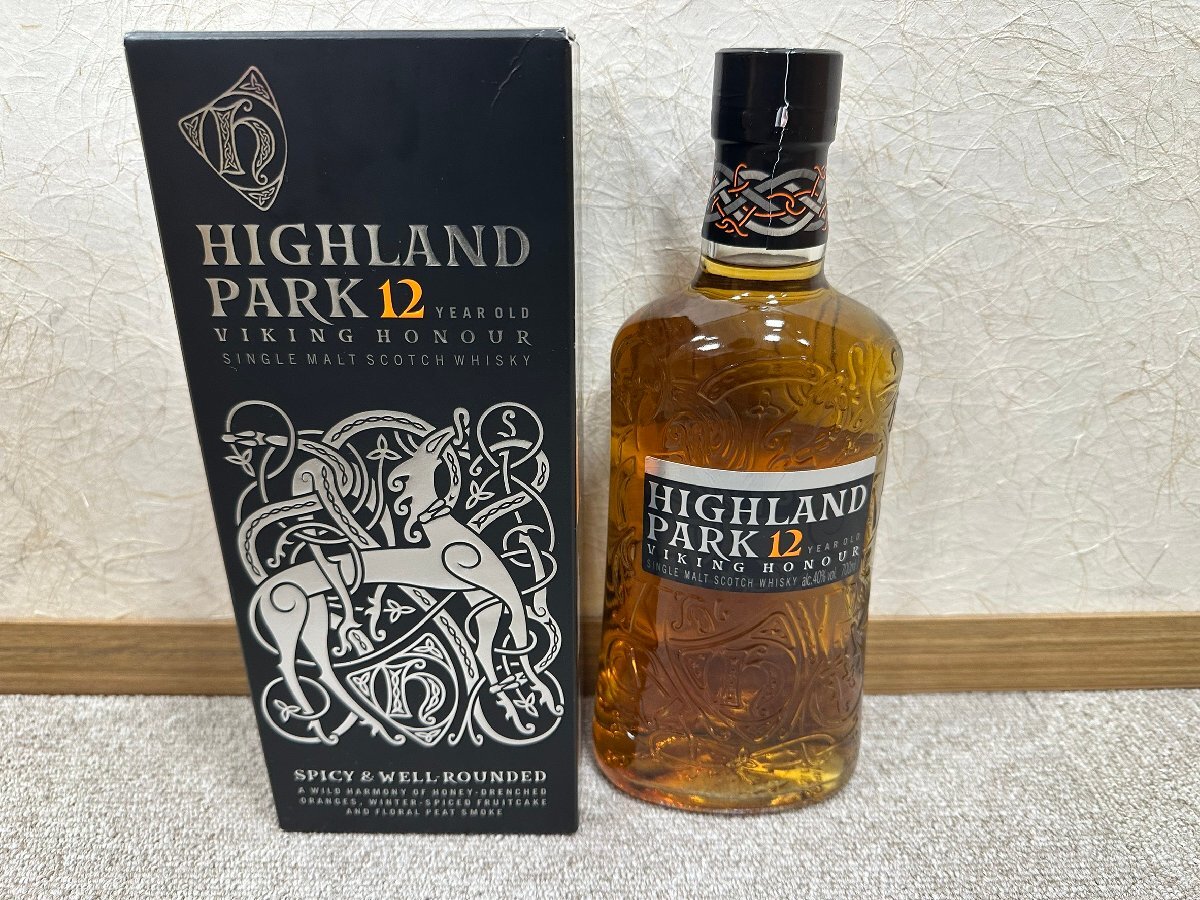 HIGHLAND
PARK 12 YEAR OLD
VIKING HONOUR
SINGLE MALT SCOTCH WHISKY
SPICY & WELL-ROUNDED
A WILD HARMONY OF HONEY-DRENCHED
ORANGES, WINTER-SPICED FRUITCAKE
AND FLORAL PEAT SMOKE
HIGHLAND
PARK 12 YEAR OLD
VIKING HONOUR
SINGLE MALT SCOTCH WHISKY alc.40% vol. 700ml